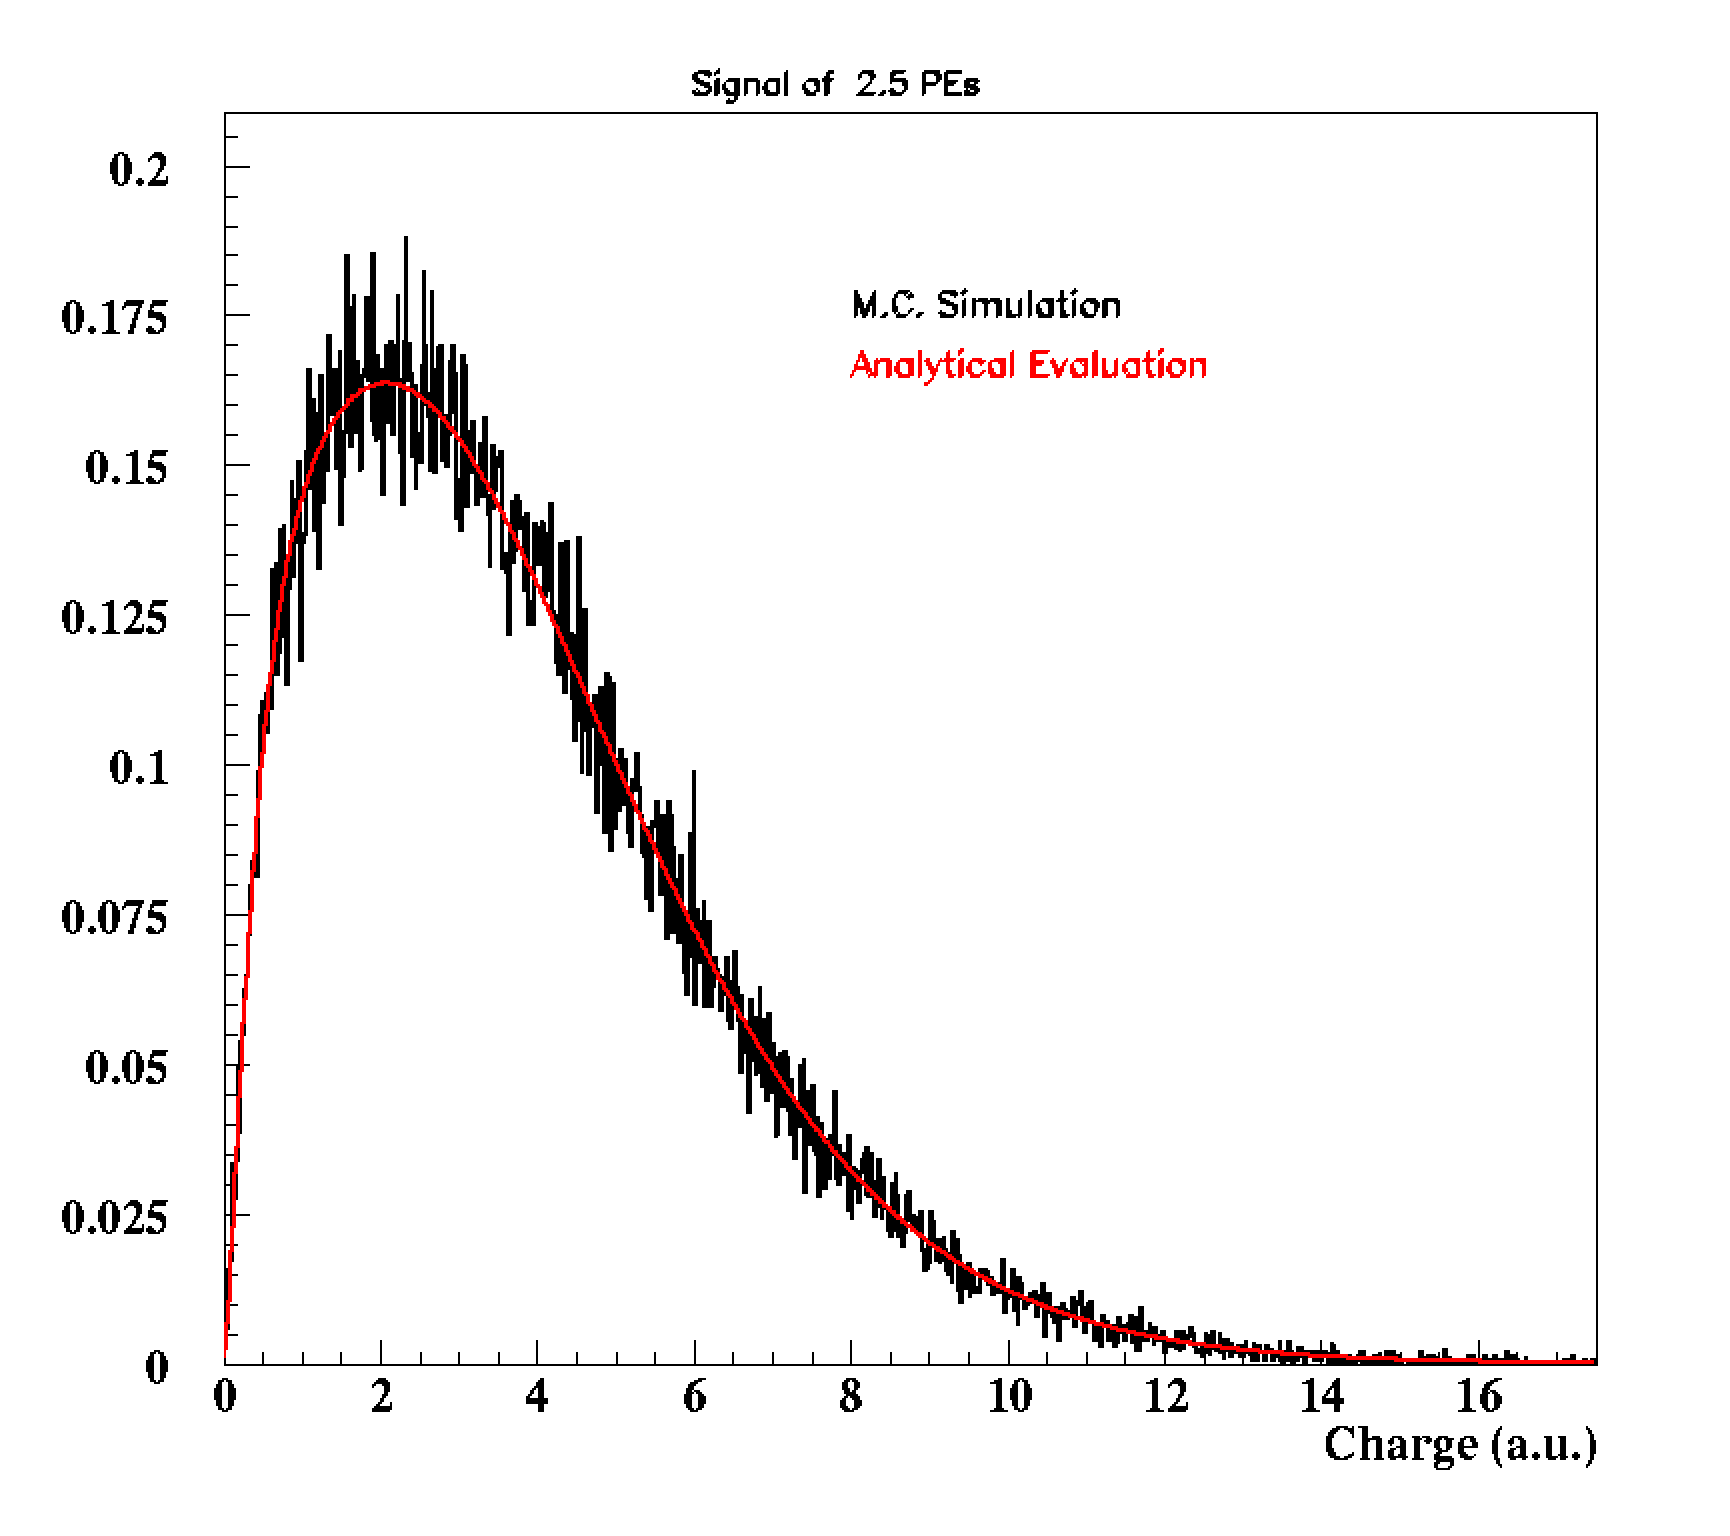 Signal of 2.5 PEs
0.2
0.175
0.15
0.125
0.1
0.075
0.05
0.025
0
M.C. Simulation
Analytical Evaluation
0 2 4 6 8 10 12 14 16
Charge (a.u.)